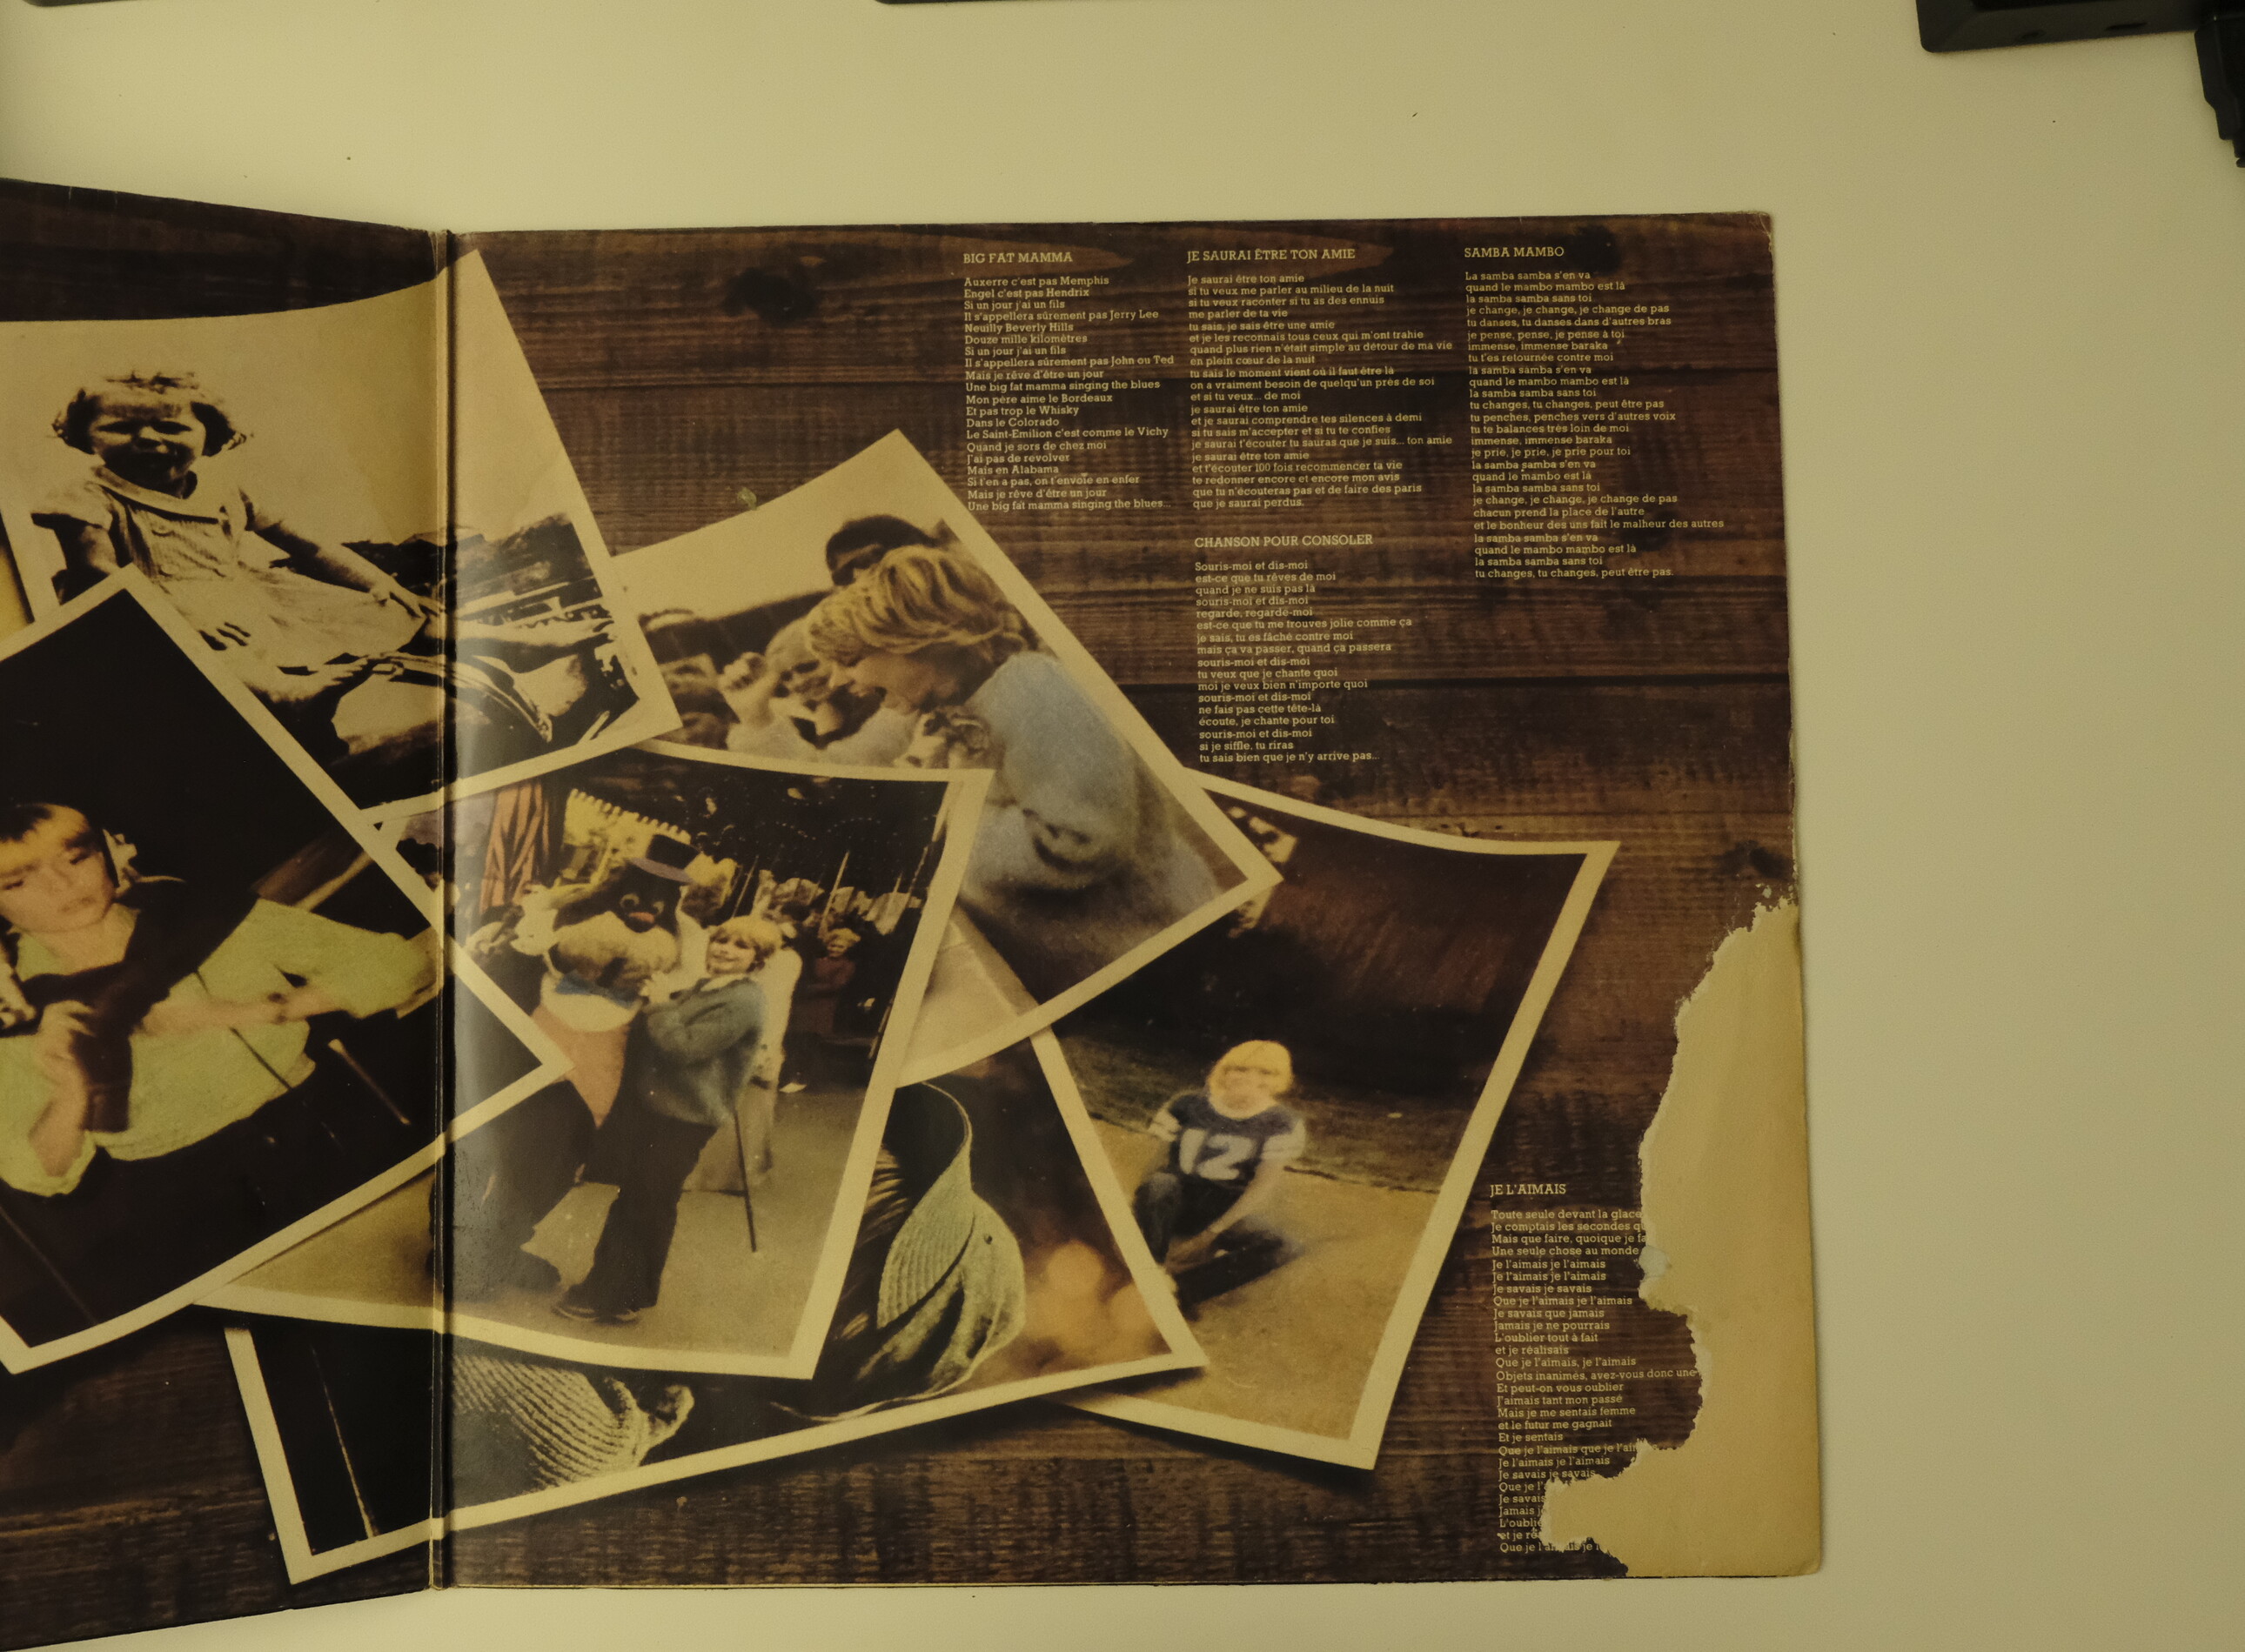 BIG FAT MAMMA
Auxerre c'est pas Memphis
Engel c'est pas Hendrix
Si un jour j'ai un fils
Il s'appellera sûrement pas Jerry Lee
Neuilly Beverly Hills
Douze mille kilomètres
Si un jour j'ai un fils
Il s'appellera sûrement pas John ou Ted
Mais je rêve d'être un jour
Une big fat mamma singing the blues
Mon père aime le Bordeaux
Et pas trop le Whisky
Dans le Colorado
Le Saint-Emilion c'est comme le Vichy
Quand je sors de chez moi
J'ai pas de revolver
Mais en Alabama
Si t'en a pas, on t'envoie en enfer
Mais je rêve d'être un jour
Une big fat mamma singing the blues...
JE SAURAI ÊTRE TON AMIE
Je saurai être ton amie
si tu veux me parler au milieu de la nuit
si tu veux raconter si tu as des ennuis
me parler de ta vie
tu sais, je sais être une amie
et je les reconnais tous ceux qui m'ont trahie
quand plus rien n'était simple au détour de ma vie
en plein cœur de la nuit
tu sais le moment vient où il faut être là
on a vraiment besoin de quelqu'un près de soi
et si tu veux... de moi
je saurai être ton amie
et je saurai comprendre tes silences à demi
si tu sais m'accepter et si tu te confies
je saurai t'écouter tu sauras que je suis... ton amie
je saurai être ton amie
et t'écouter 100 fois recommencer ta vie
te redonner encore et encore mon avis
que tu n'écouteras pas et de faire des paris
que je saurai perdus.
CHANSON POUR CONSOLER
Souris-moi et dis-moi
est-ce que tu rêves de moi
quand je ne suis pas là
souris-moi et dis-moi
regarde, regarde-moi
est-ce que tu me trouves jolie comme ça
je sais, tu es fâché contre moi
mais ça va passer, quand ça passera
souris-moi et dis-moi
tu veux que je chante quoi
moi je veux bien n'importe quoi
souris-moi et dis-moi
ne fais pas cette tête-là
écoute, je chante pour toi
souris-moi et dis-moi
si je siffle, tu riras
tu sais bien que je n'y arrive pas...
SAMBA MAMBO
La samba samba s'en va
quand le mambo mambo est là
la samba samba sans toi
je change, je change, je change de pas
tu danses, tu danses dans d'autres bras
je pense, pense, je pense à toi
immense, immense baraka
tu t'es retournée contre moi
la samba samba s'en va
quand le mambo mambo est là
la samba samba sans toi
tu changes, tu changes, peut être pas
tu penches, penches vers d'autres voix
tu te balances très loin de moi
immense, immense baraka
je prie, je prie, je prie pour toi
la samba samba s'en va
quand le mambo est là
la samba samba sans toi
je change, je change, je change de pas
chacun prend la place de l'autre
et le bonheur des uns fait le malheur des autres
la samba samba s'en va
quand le mambo mambo est là
la samba samba sans toi
tu changes, tu changes, peut être pas.
12
JE L'AIMAIS
Toute seule devant la glace
Je comptais les secondes
Mais que faire, quoique je
Une seule chose au monde
Je l'aimais je l'aimais
Je l'aimais je l'aimais
Je savais je savais
Que je l'aimais je l'aimais
Je savais que jamais
Jamais je ne pourrais
L'oublier tout à fait
et je réalisais
Que je l'aimais, je l'aimais
Objets inanimés, avez-vous donc une
Et peut-on vous oublier
J'aimais tant mon passé
Mais je me sentais femme
et le futur me gagnait
Et je sentais
Que je l'aimais que je
Je l'aimais je l'aimais
Je savais je savais
Que je
Je savais
Jamais
et je
Que je